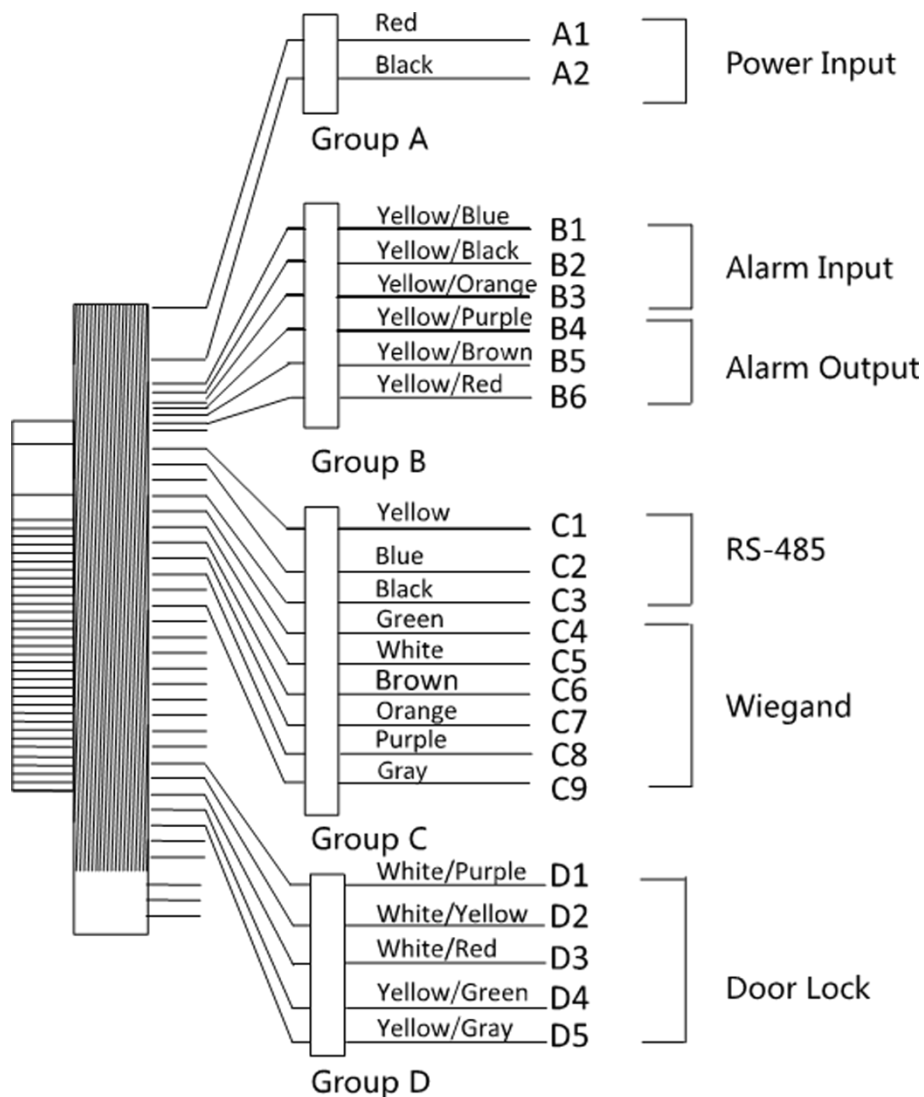 Red A1
Black A2
Power Input
Group A
Yellow/Blue B1
Yellow/Black B2
Yellow/Orange B3
Alarm Input
Yellow/Purple B4
Yellow/Brown B5
Yellow/Red B6
Alarm Output
Group B
Yellow C1
Blue C2
Black C3
RS-485
Green C4
White C5
Brown C6
Orange C7
Purple C8
Gray C9
Wiegand
Group C
White/Purple D1
White/Yellow D2
White/Red D3
Yellow/Green D4
Yellow/Gray D5
Door Lock
Group D